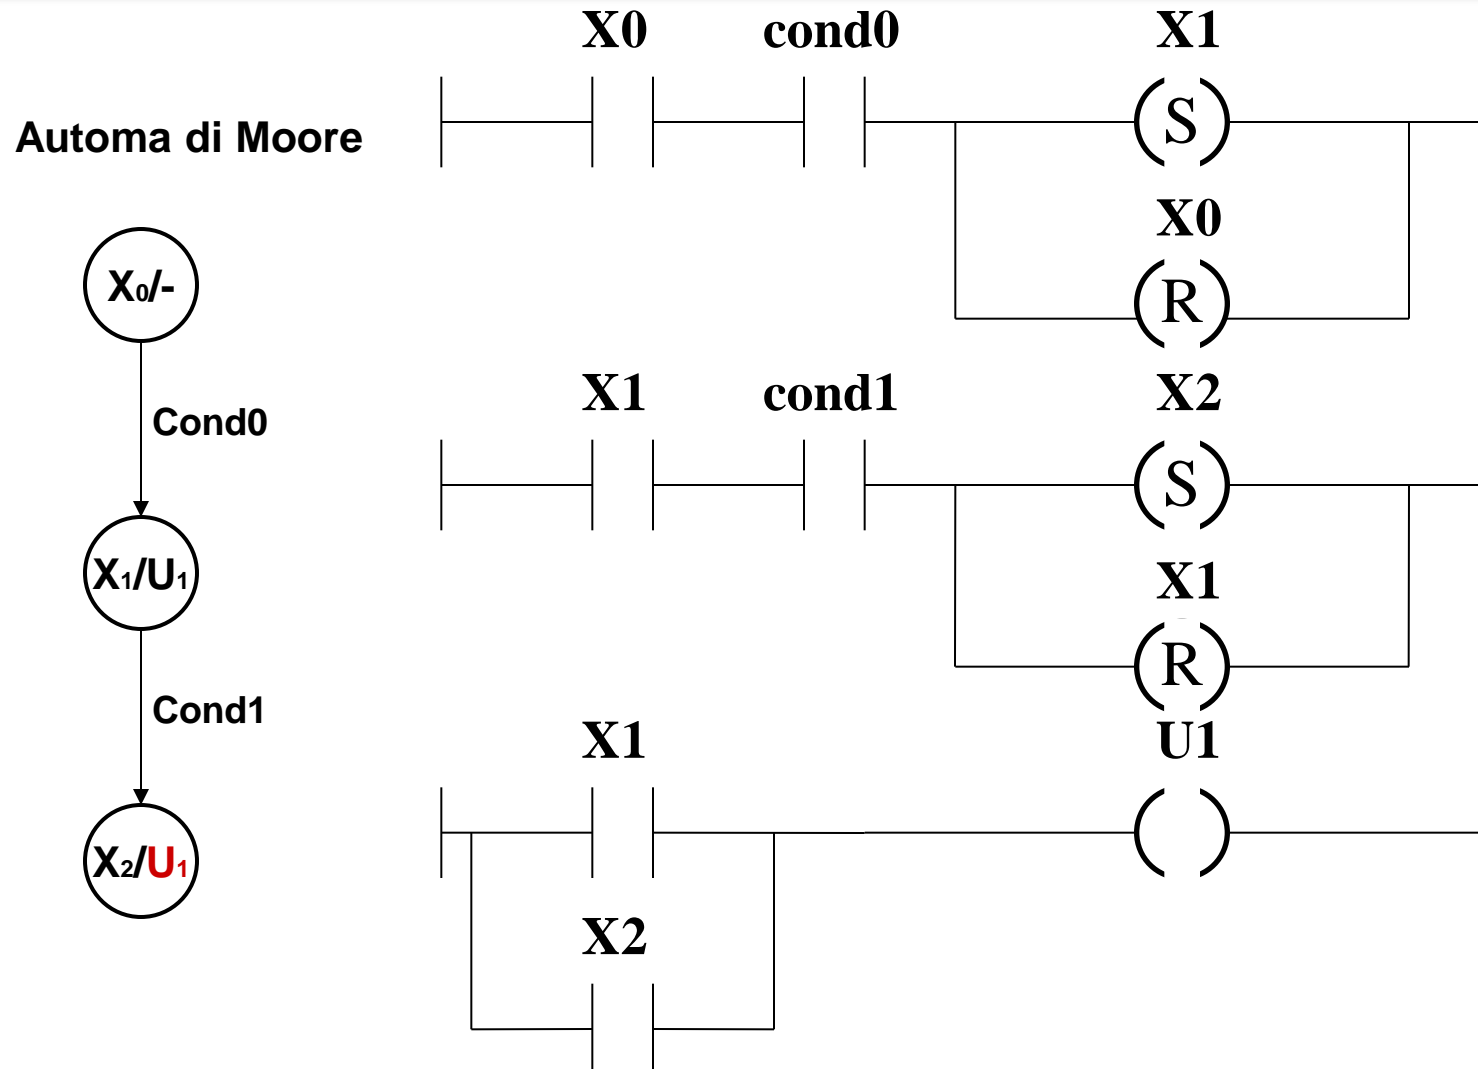 X0 cond0 X1
S
Automa di Moore
X0
X0/-
R
X1 cond1 X2
Cond0
S
X1/U1
X1
R
Cond1
X1 U1
X2/U1
X2